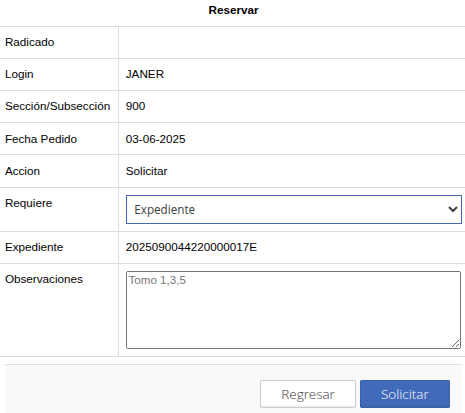 Reservar
Radicado
Login JANER
Sección/Subsección 900
Fecha Pedido 03-06-2025
Accion Solicitar
Requiere Expediente
Expediente 2025090044220000017E
Observaciones Tomo 1,3,5
Regresar Solicitar